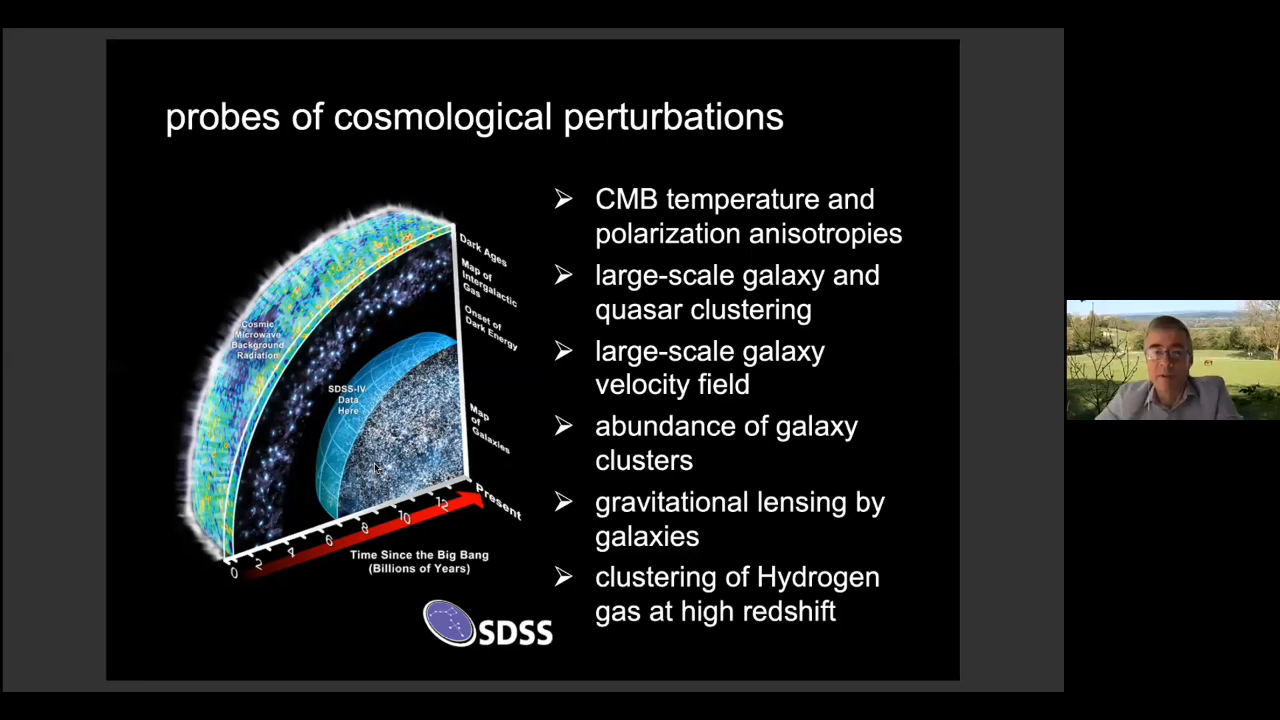 probes of cosmological perturbations
CMB temperature and
polarization anisotropies
large-scale galaxy and
quasar clustering
large-scale galaxy
velocity field
abundance of galaxy
clusters
gravitational lensing by
galaxies
clustering of Hydrogen
gas at high redshift
Dark Ages
Map of
Intergalactic
Gas
Onset of
Dark Energy
Cosmic
Microwave
Background
Radiation
SDSS-IV
Data
Here
Map
of
Galaxies
Present
0 2 4 6 8 10 12
Time Since the Big Bang
(Billions of Years)
SDSS